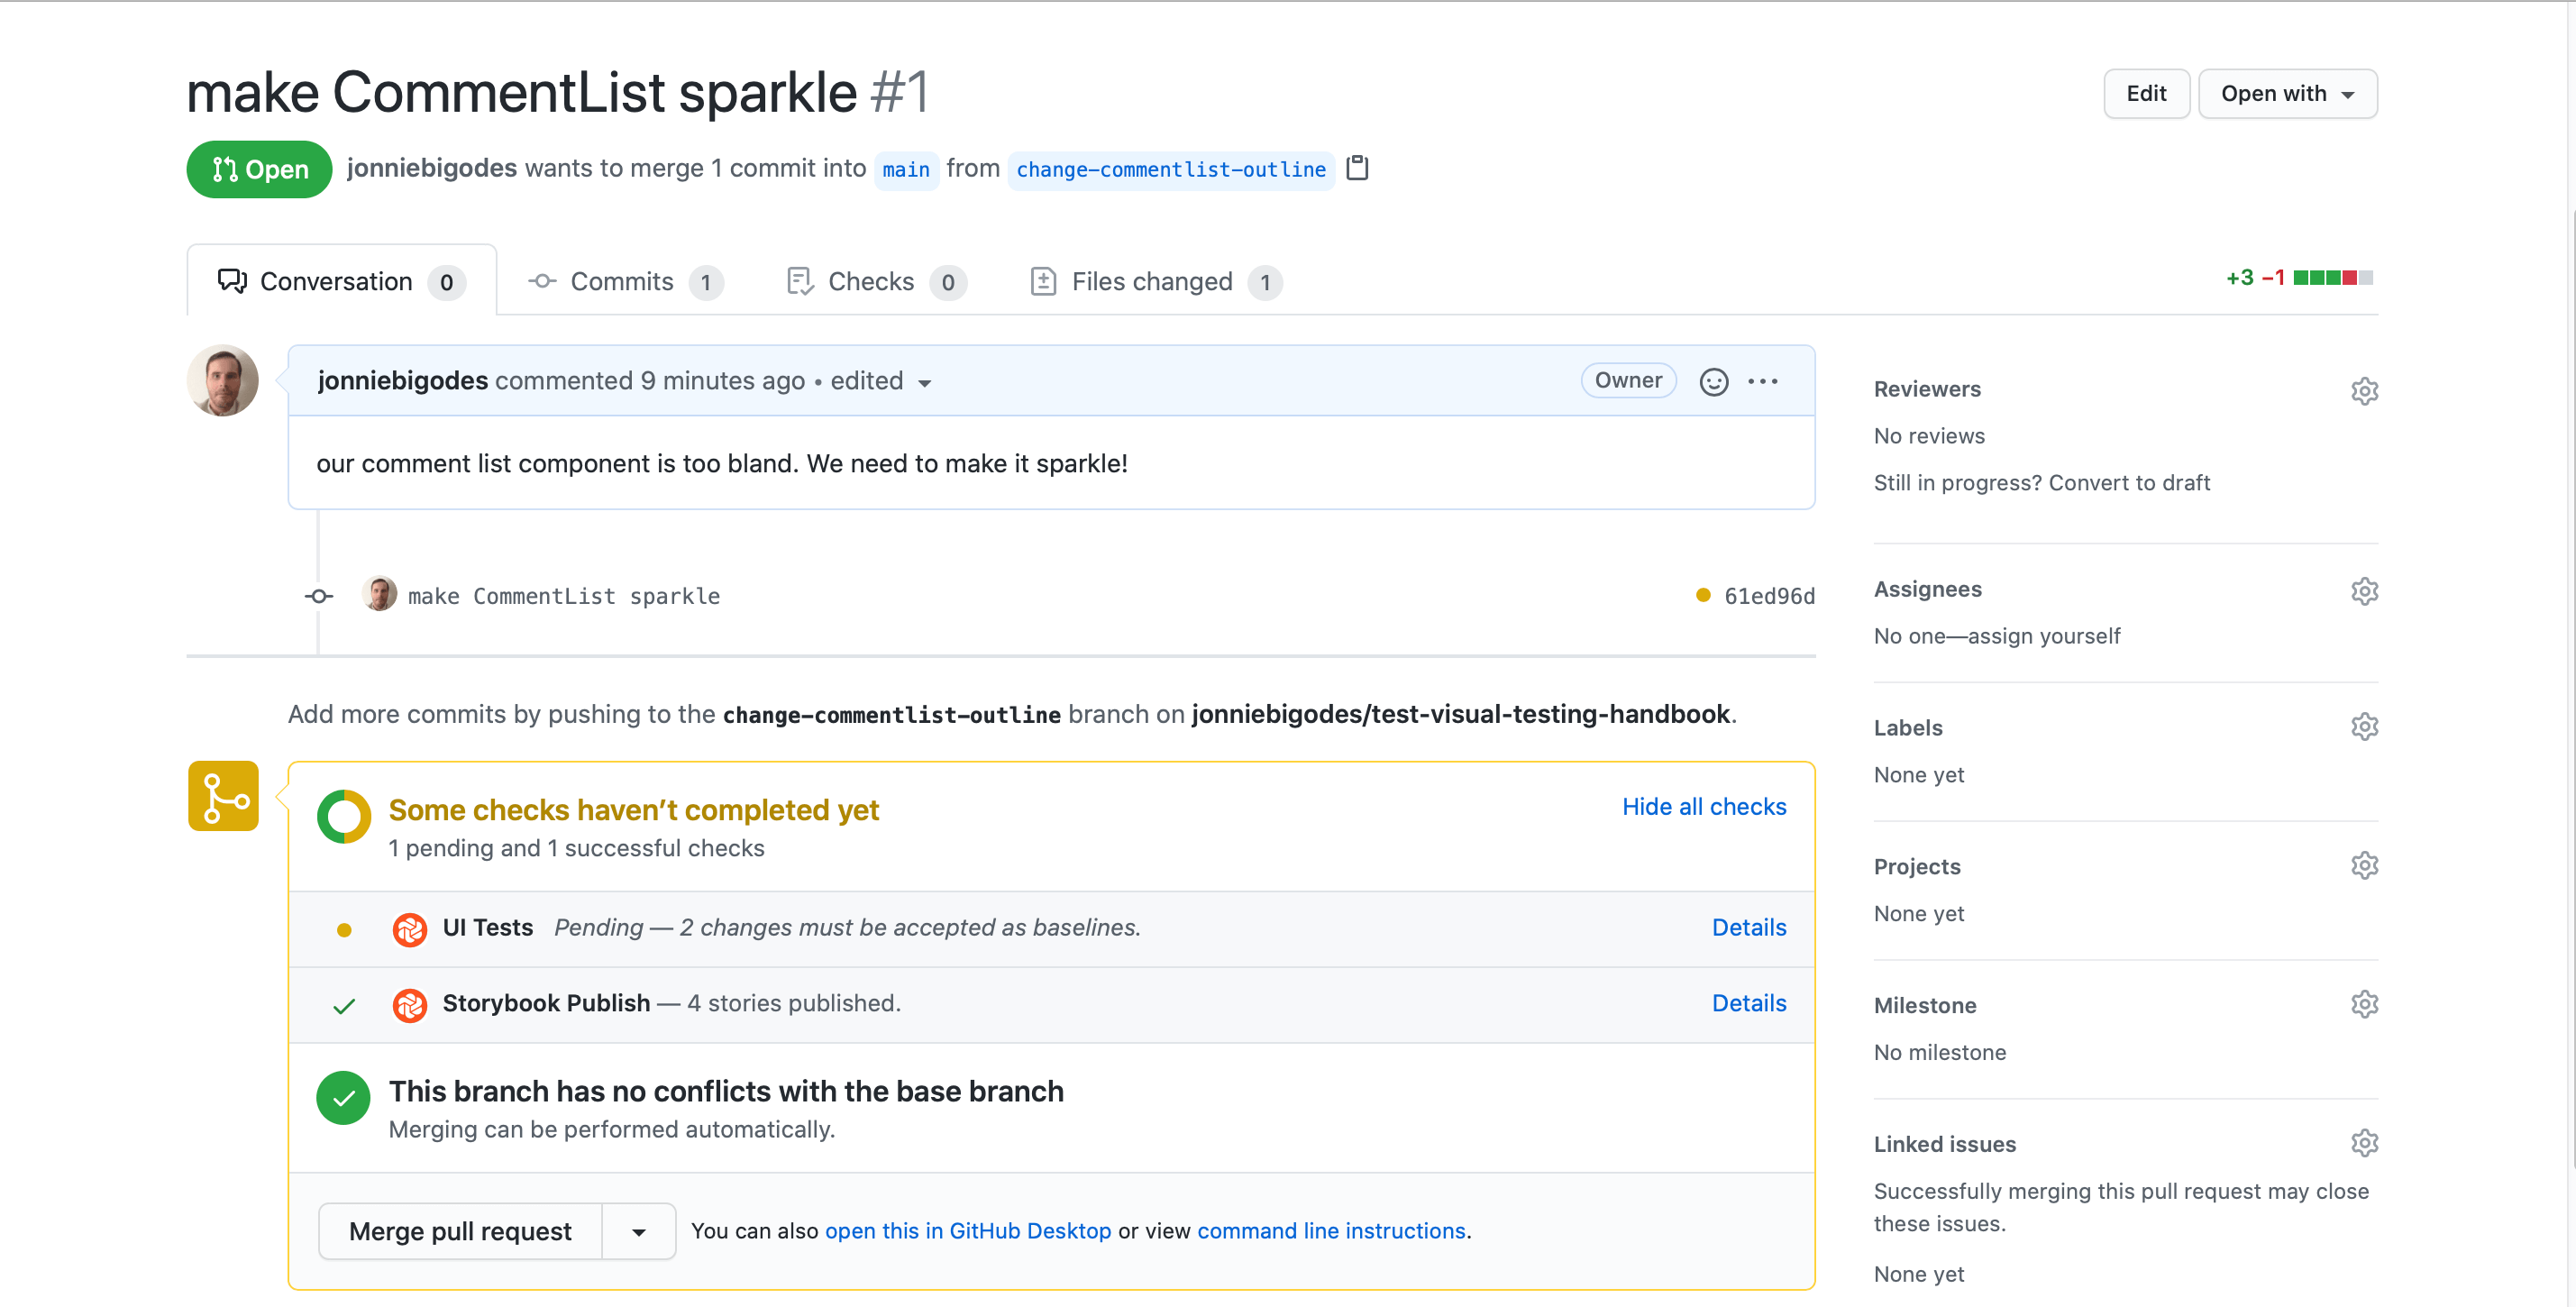 make CommentList sparkle #1
Edit
Open with
Open
jonniebigodes wants to merge 1 commit into main from change-commentlist-outline
Conversation 0
Commits 1
Checks 0
Files changed 1
+3 −1
jonniebigodes commented 9 minutes ago • edited
Owner
our comment list component is too bland. We need to make it sparkle!
make CommentList sparkle
61ed96d
Add more commits by pushing to the change-commentlist-outline branch on jonniebigodes/test-visual-testing-handbook.
Some checks haven’t completed yet
Hide all checks
1 pending and 1 successful checks
UI Tests Pending — 2 changes must be accepted as baselines.
Details
Storybook Publish — 4 stories published.
Details
This branch has no conflicts with the base branch
Merging can be performed automatically.
Merge pull request
You can also open this in GitHub Desktop or view command line instructions.
Reviewers
No reviews
Still in progress? Convert to draft
Assignees
No one—assign yourself
Labels
None yet
Projects
None yet
Milestone
No milestone
Linked issues
Successfully merging this pull request may close
these issues.
None yet